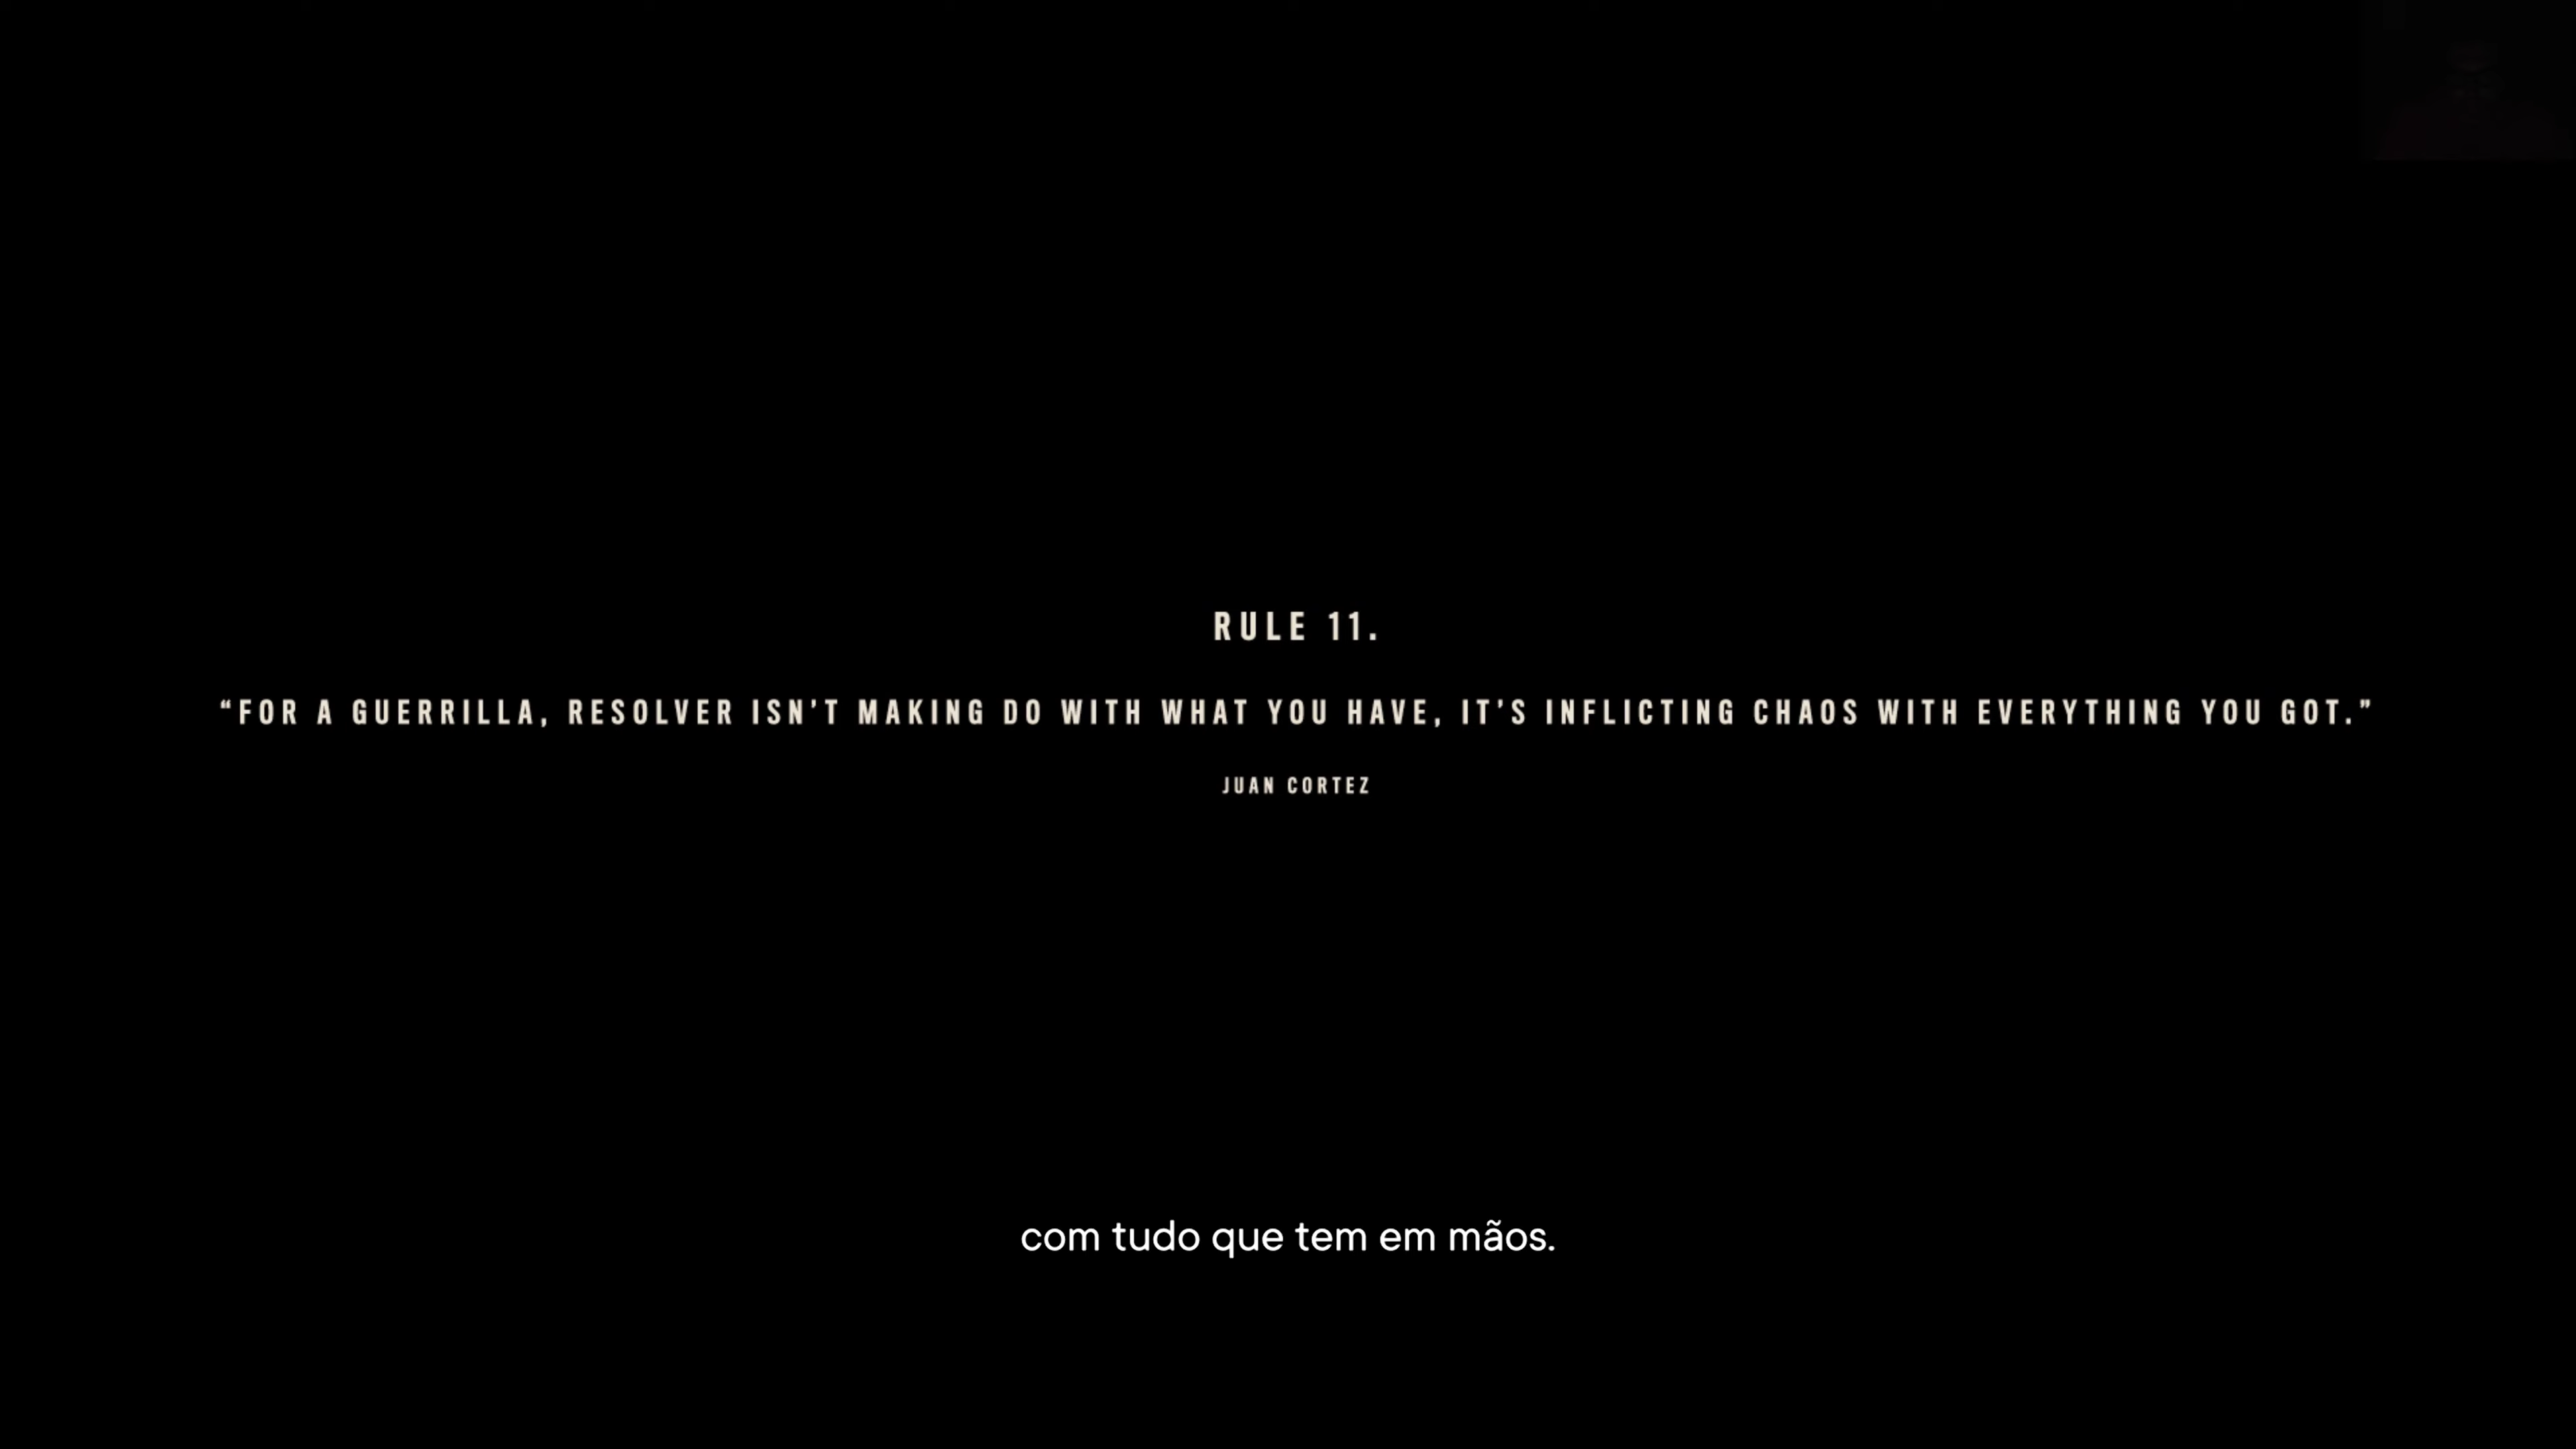 RULE 11.
“FOR A GUERRILLA, RESOLVER ISN’T MAKING DO WITH WHAT YOU HAVE, IT’S INFLICTING CHAOS WITH EVERYTHING YOU GOT.”
JUAN CORTEZ
com tudo que tem em mãos.